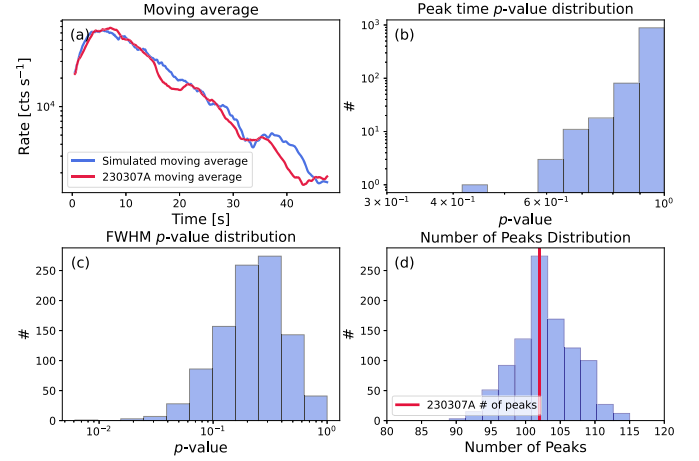 Moving average
(a)
Rate [cts s⁻¹]
10⁴
Simulated moving average
230307A moving average
0 10 20 30 40
Time [s]
Peak time p-value distribution
(b)
#
10³
10²
10¹
10⁰
3 × 10⁻¹ 4 × 10⁻¹ 6 × 10⁻¹ 10⁰
p-value
FWHM p-value distribution
(c)
#
250
200
150
100
50
0
10⁻² 10⁻¹ 10⁰
p-value
Number of Peaks Distribution
(d)
#
250
200
150
100
50
0
230307A # of peaks
80 85 90 95 100 105 110 115 120
Number of Peaks